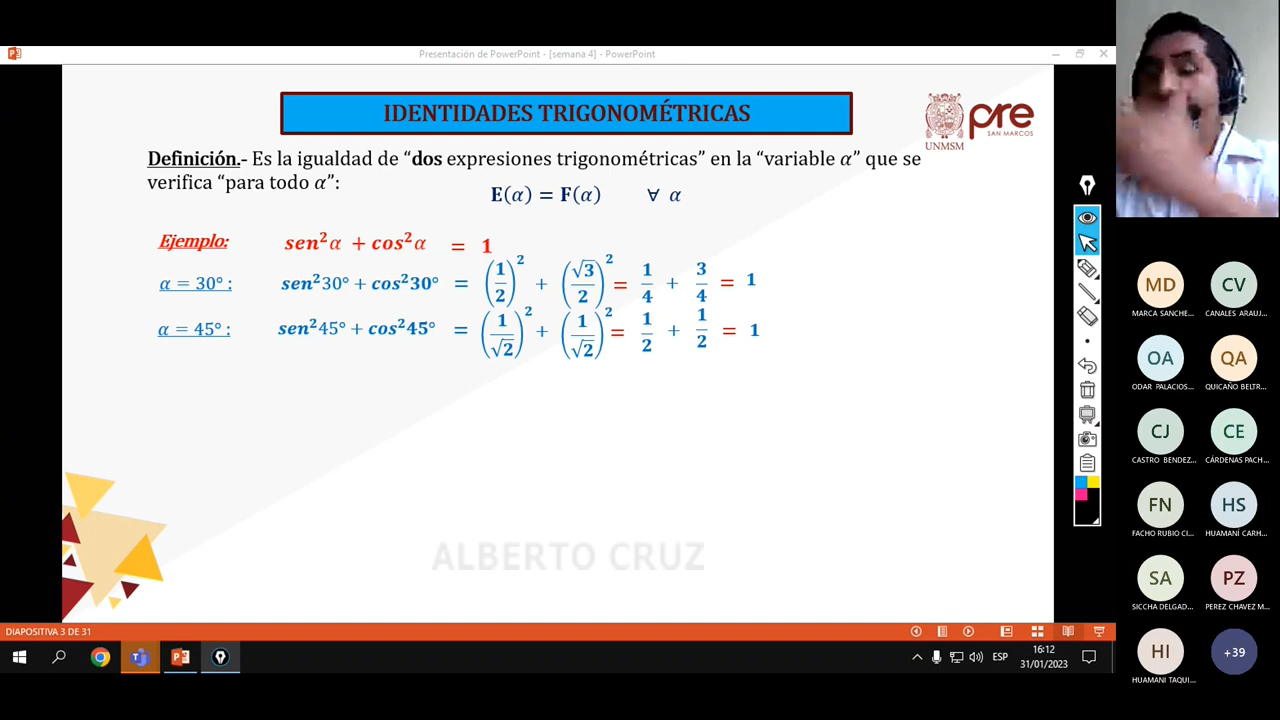 Presentación de PowerPoint - [semana 4] - PowerPoint
IDENTIDADES TRIGONOMÉTRICAS
UNMSM
pre
SAN MARCOS
Definición.- Es la igualdad de “dos expresiones trigonométricas” en la “variable α” que se
verifica “para todo α”:
E(α) = F(α) ∀ α
Ejemplo: sen²α + cos²α = 1
α = 30° : sen²30° + cos²30° = (1/2)² + (√3/2)² = 1/4 + 3/4 = 1
α = 45° : sen²45° + cos²45° = (1/√2)² + (1/√2)² = 1/2 + 1/2 = 1
ALBERTO CRUZ
DIAPOSITIVA 3 DE 31
ESP
16:12
31/01/2023
MD
MARCA SANCHE...
CV
CANALES ARAUJ...
OA
ODAR PALACIOS...
QA
QUICAÑO BELTR...
CJ
CASTRO BENDEZ...
CE
CÁRDENAS PACH...
FN
FACHO RUBIO CI...
HS
HUAMANÍ CARH...
SA
SICCHA DELGAD...
PZ
PEREZ CHAVEZ M...
HI
HUAMANI TAQUI...
+39